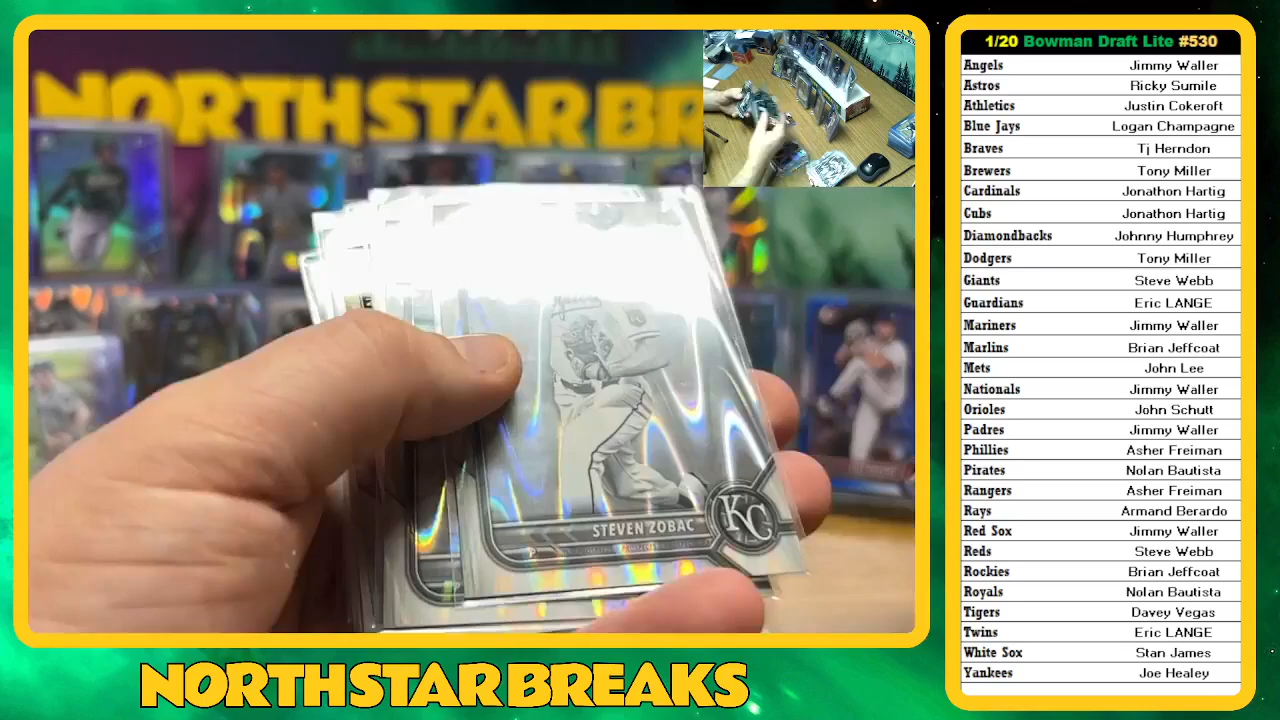 NORTHSTAR BREAKS
E
STEVEN ZOBAC
KC
NORTHSTAR BREAKS
1/20 Bowman Draft Lite #530
Angels Jimmy Waller
Astros Ricky Sumile
Athletics Justin Cokeroft
Blue Jays Logan Champagne
Braves Tj Herndon
Brewers Tony Miller
Cardinals Jonathon Hartig
Cubs Jonathon Hartig
Diamondbacks Johnny Humphrey
Dodgers Tony Miller
Giants Steve Webb
Guardians Eric LANGE
Mariners Jimmy Waller
Marlins Brian Jeffcoat
Mets John Lee
Nationals Jimmy Waller
Orioles John Schutt
Padres Jimmy Waller
Phillies Asher Freiman
Pirates Nolan Bautista
Rangers Asher Freiman
Rays Armand Berardo
Red Sox Jimmy Waller
Reds Steve Webb
Rockies Brian Jeffcoat
Royals Nolan Bautista
Tigers Davey Vegas
Twins Eric LANGE
White Sox Stan James
Yankees Joe Healey